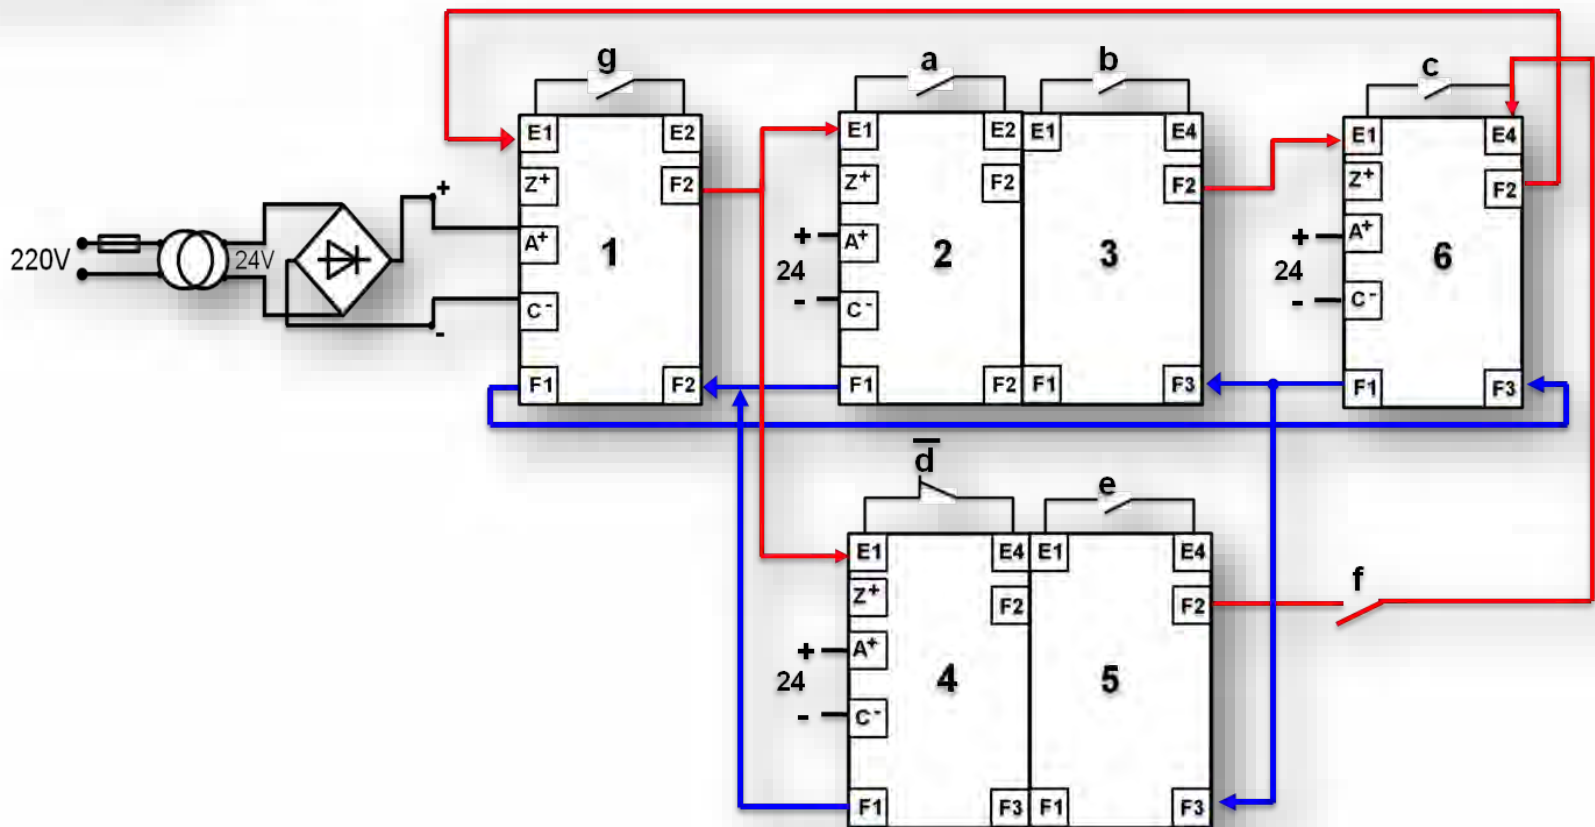 g a b c
E1 E2 E1 E2 E1 E4 E1 E4
Z+ F2 Z+ F2 F2 Z+ F2
+
220V 24V A+ 1 + A+ 2 3 + A+ 6
24 24
C- - C- - C-
-
F1 F2 F1 F2 F1 F3 F1 F3
d̅ e
E1 E4 E1 E4
Z+ F2 F2 f
+ A+ 4 5
24
- C-
F1 F3 F1 F3